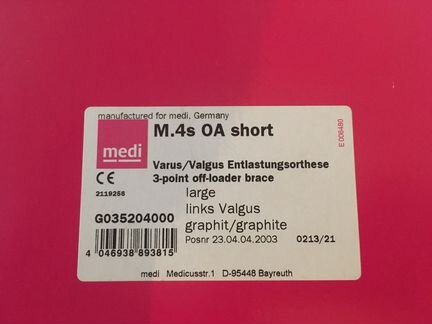 manufactured for medi, Germany
medi
M.4s OA short
E 006480
Varus/Valgus Entlastungsorthese
3-point off-loader brace
CE
2119256
large
links Valgus
graphit/graphite
G035204000
Posnr 23.04.04.2003 0213/21
4 046938 893815
medi Medicusstr.1 D-95448 Bayreuth